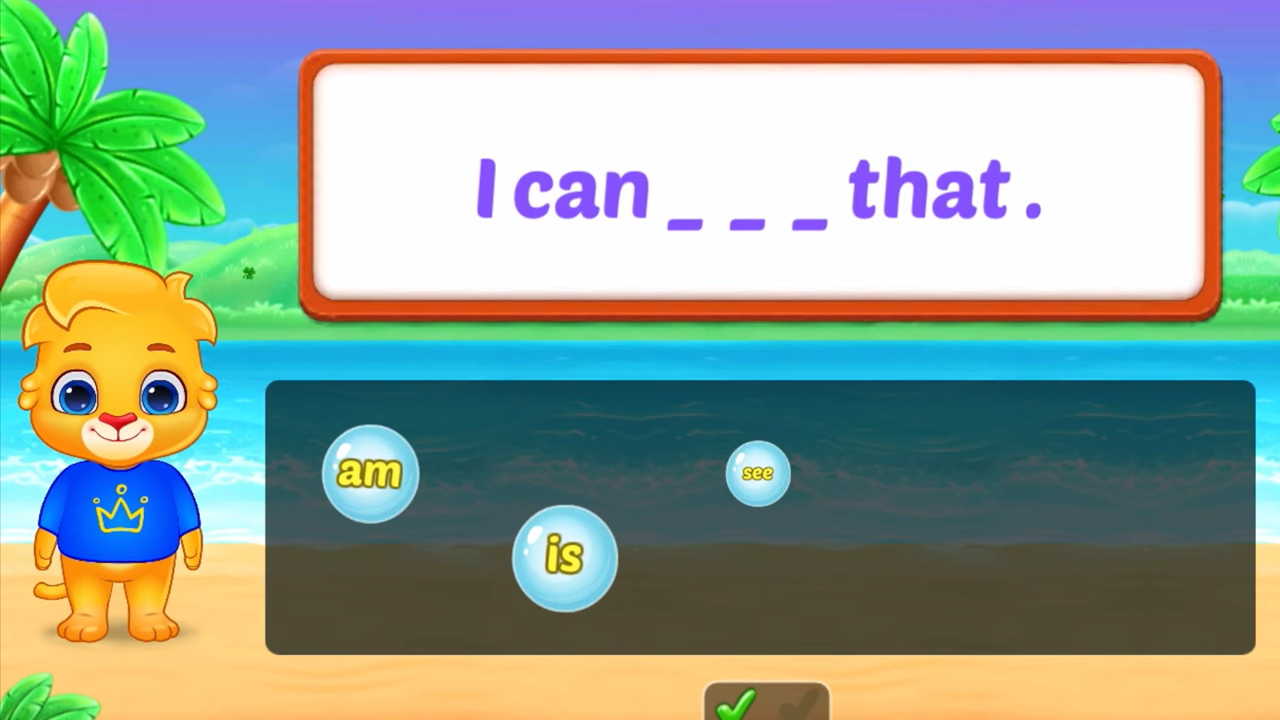 I can _ _ _ that .
am
see
is